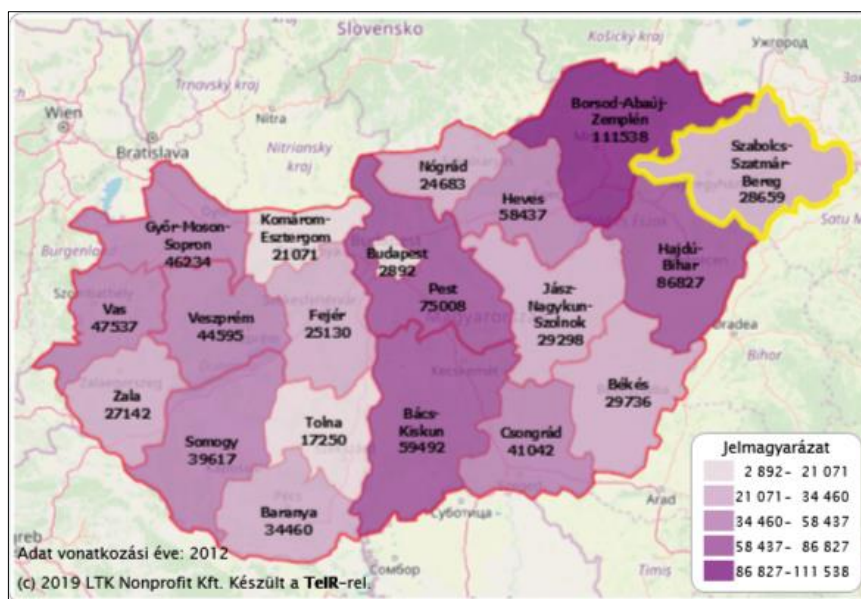 Slovensko
Košický kraj
Ужгород
Trnavský kraj
Wien
Nitra
Nitriansky
kraj
Bratislava
Borsod-Abaúj-
Zemplén
111538
Szabolcs-
Szatmár-
Bereg
28659
Nógrád
24683
Heves
58437
Satu M
Győr-Moson-
Sopron
46234
Komárom-
Esztergom
21071
Burgenland
Budapest
2892
Hajdú-
Bihar
86827
Pest
75008
Jász-
Nagykun-
Szolnok
29298
Vas
47537
Veszprém
44595
Fejér
25130
Bihor
Békés
29736
Zala
27142
Tolna
17250
Bács-
Kiskun
59492
Csongrád
41042
Somogy
39617
Baranya
34460
Суботица
Arad
Сомбор
Timiș
Jelmagyarázat
2 892- 21 071
21 071- 34 460
34 460- 58 437
58 437- 86 827
86 827-111 538
Adat vonatkozási éve: 2012
(c) 2019 LTK Nonprofit Kft. Készült a TeIR-rel.